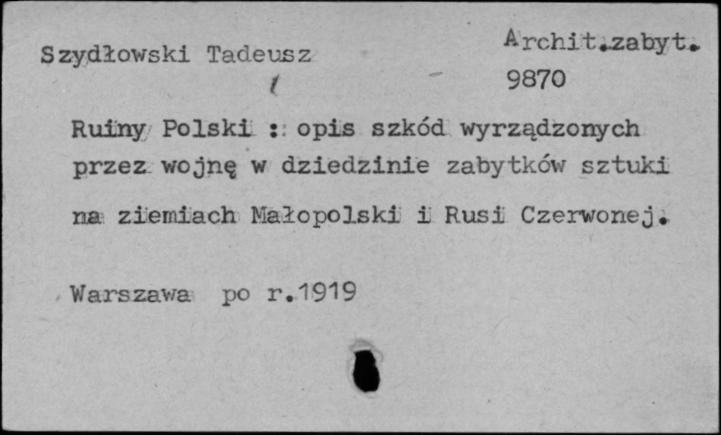 Szydłowski Tadeusz
Archit.zabyt.
9870
Ruiny Polski : opis szkód wyrządzonych
przez wojnę w dziedzinie zabytków sztuki
na ziemiach Małopolski i Rusi Czerwonej.
Warszawa po r.1919